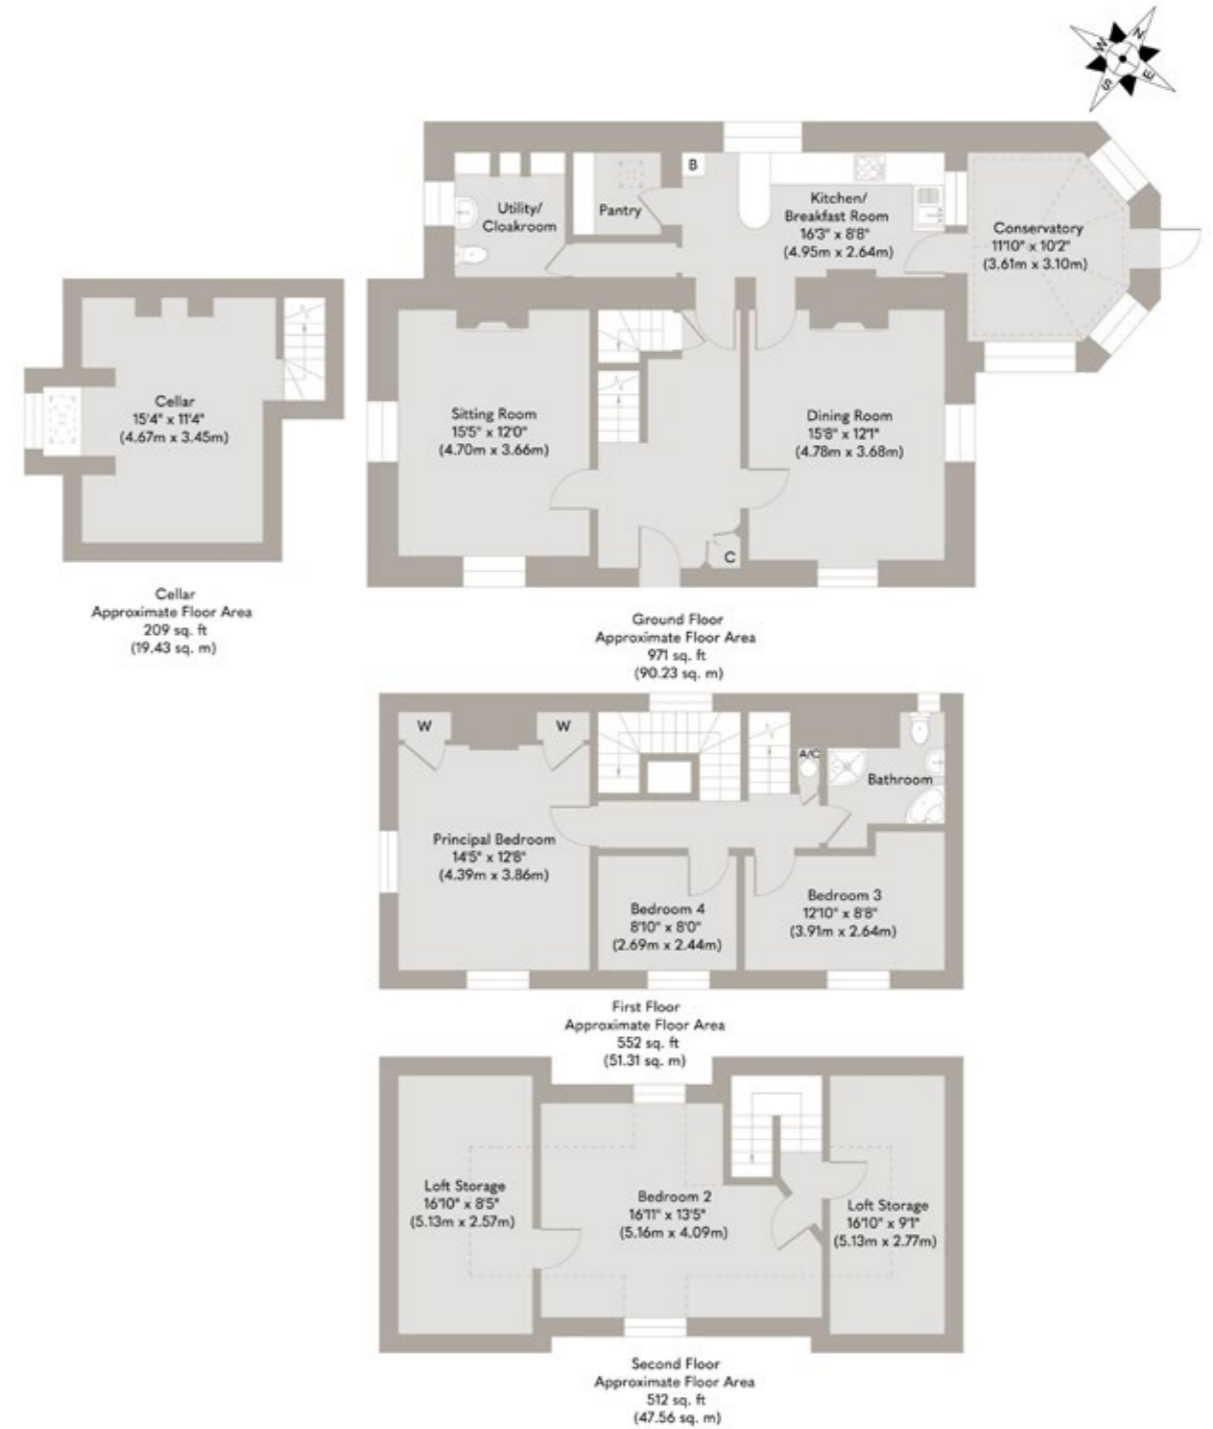 N
W
E
S
B
Utility/
Cloakroom
Pantry
Kitchen/
Breakfast Room
16'3" x 8'8"
(4.95m x 2.64m)
Conservatory
11'10" x 10'2"
(3.61m x 3.10m)
Cellar
15'4" x 11'4"
(4.67m x 3.45m)
Sitting Room
15'5" x 12'0"
(4.70m x 3.66m)
Dining Room
15'8" x 12'1"
(4.78m x 3.68m)
C
Cellar
Approximate Floor Area
209 sq. ft
(19.43 sq. m)
Ground Floor
Approximate Floor Area
971 sq. ft
(90.23 sq. m)
W
W
A/C
Bathroom
Principal Bedroom
14'5" x 12'8"
(4.39m x 3.86m)
Bedroom 4
8'10" x 8'0"
(2.69m x 2.44m)
Bedroom 3
12'10" x 8'8"
(3.91m x 2.64m)
First Floor
Approximate Floor Area
552 sq. ft
(51.31 sq. m)
Loft Storage
16'10" x 8'5"
(5.13m x 2.57m)
Bedroom 2
16'11" x 13'5"
(5.16m x 4.09m)
Loft Storage
16'10" x 9'1"
(5.13m x 2.77m)
Second Floor
Approximate Floor Area
512 sq. ft
(47.56 sq. m)